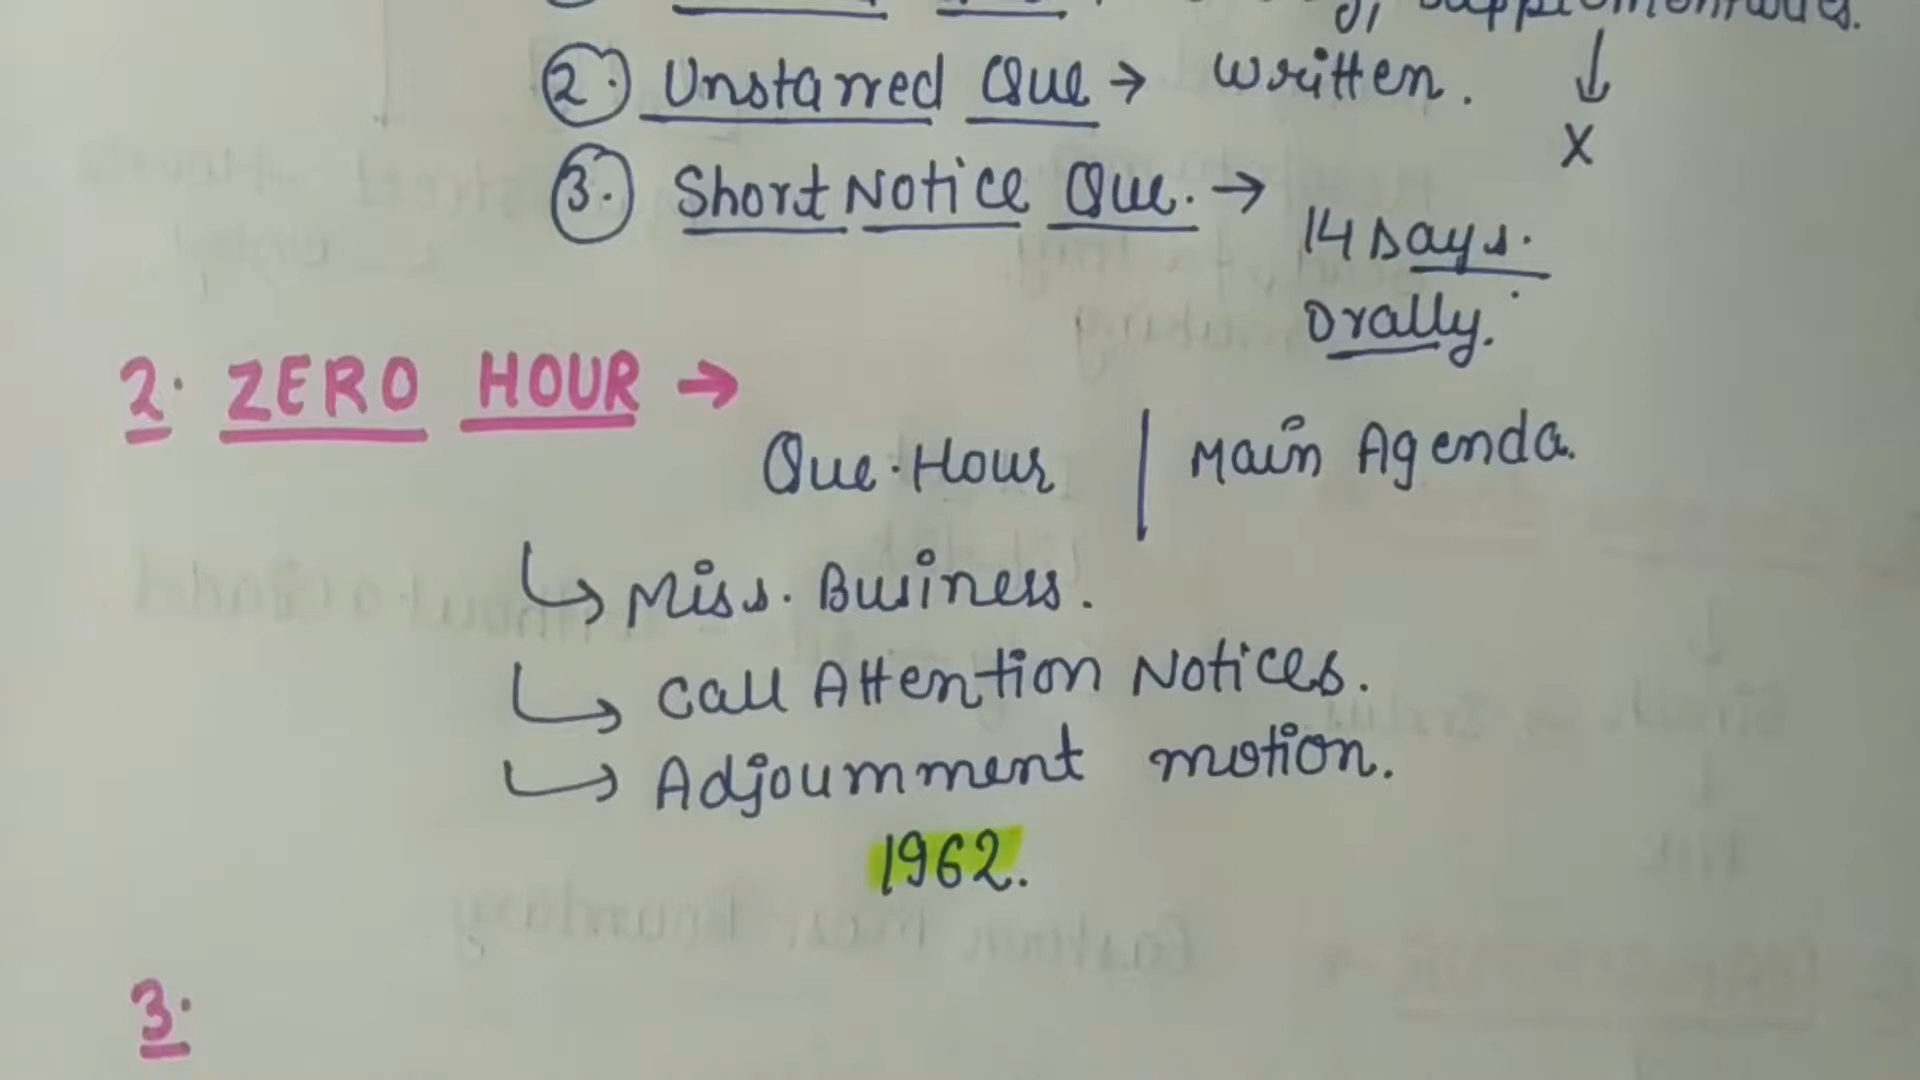 supplementaries.
2. Unstarred Que → written. ↓
X
3. Short Notice Que. →
14 Days.
Orally.
2. ZERO HOUR →
Que. Hour | Main Agenda.
↳ Miss. Business.
↳ Call Attention Notices.
↳ Adjournment motion.
1962.
3.